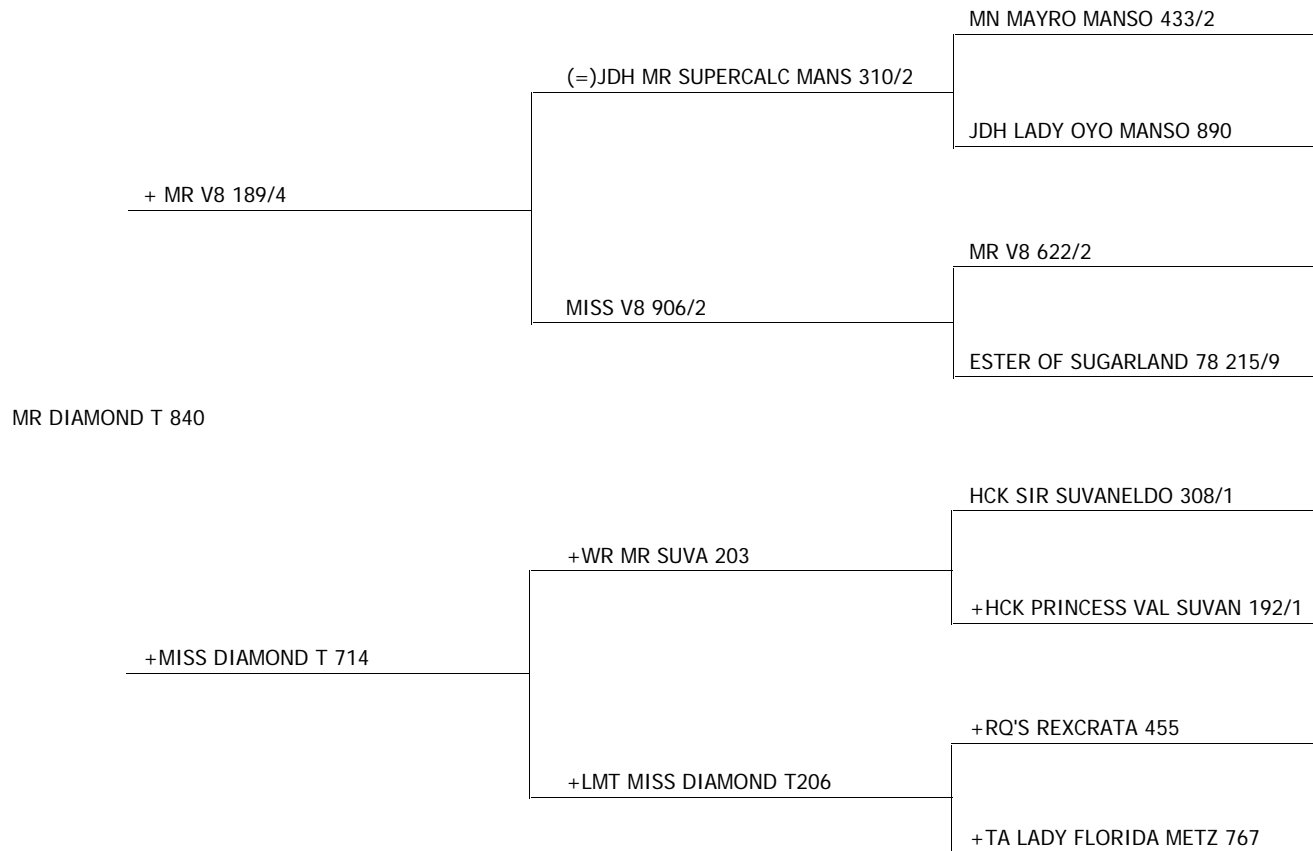 MN MAYRO MANSO 433/2
(=)JDH MR SUPERCALC MANS 310/2
JDH LADY OYO MANSO 890
+ MR V8 189/4
MR V8 622/2
MISS V8 906/2
ESTER OF SUGARLAND 78 215/9
MR DIAMOND T 840
HCK SIR SUVANELDO 308/1
+WR MR SUVA 203
+HCK PRINCESS VAL SUVAN 192/1
+MISS DIAMOND T 714
+RQ'S REXCRATA 455
+LMT MISS DIAMOND T206
+TA LADY FLORIDA METZ 767